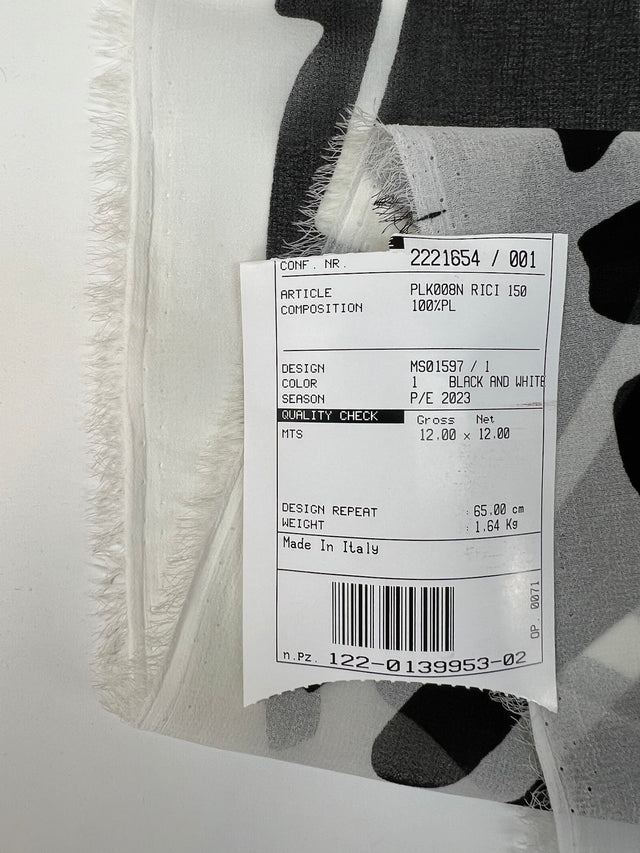 CONF. NR. 2221654 / 001
ARTICLE PLK008N RICI 150
COMPOSITION 100%PL
DESIGN MS01597 / 1
COLOR 1 BLACK AND WHITE
SEASON P/E 2023
QUALITY CHECK Gross Net
MTS 12.00 x 12.00
DESIGN REPEAT : 65.00 cm
WEIGHT : 1.64 Kg
Made In Italy
OP. 0071
n.Pz. 122-0139953-02